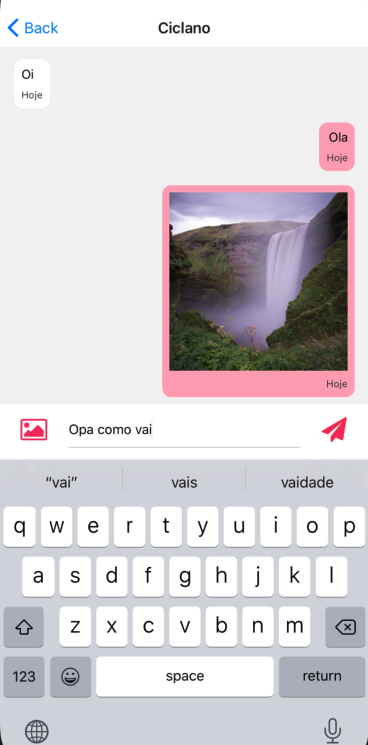 Back
Ciclano
Oi
Hoje
Ola
Hoje
Hoje
Opa como vai
“vai” vais vaidade
q w e r t y u i o p
a s d f g h j k l
z x c v b n m
123 space return